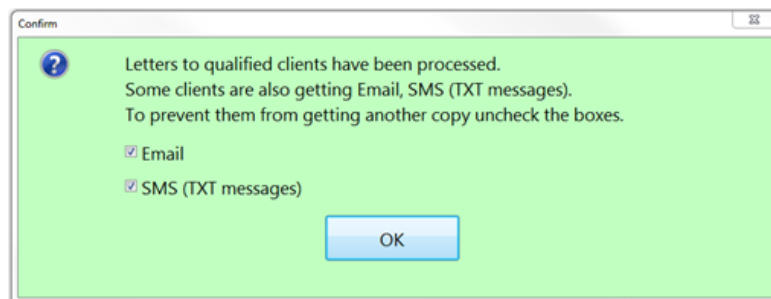 Confirm
Letters to qualified clients have been processed.
Some clients are also getting Email, SMS (TXT messages).
To prevent them from getting another copy uncheck the boxes.
Email
SMS (TXT messages)
OK